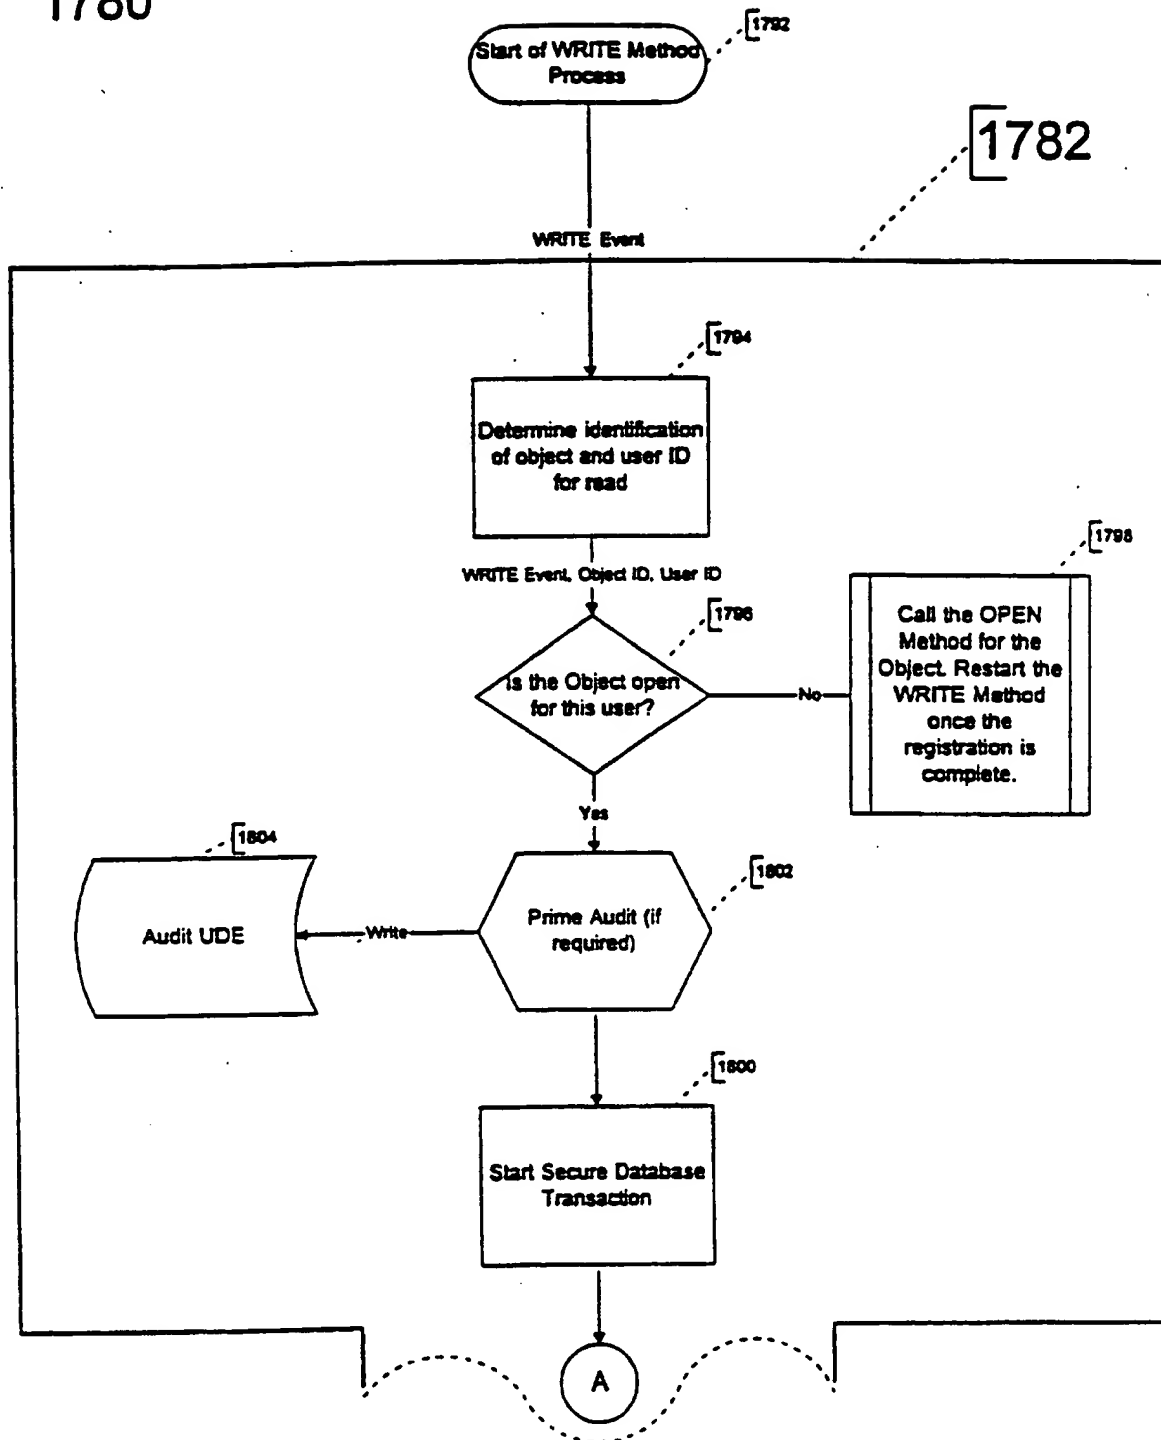 1780
Start of WRITE Method
Process
1792
1782
WRITE Event
1794
Determine identification
of object and user ID
for read
WRITE Event, Object ID, User ID
1796
1798
Is the Object open
for this user?
No
Call the OPEN
Method for the
Object. Restart the
WRITE Method
once the
registration is
complete.
Yes
1804
1802
Audit UDE
Write
Prime Audit (if
required)
1800
Start Secure Database
Transaction
A